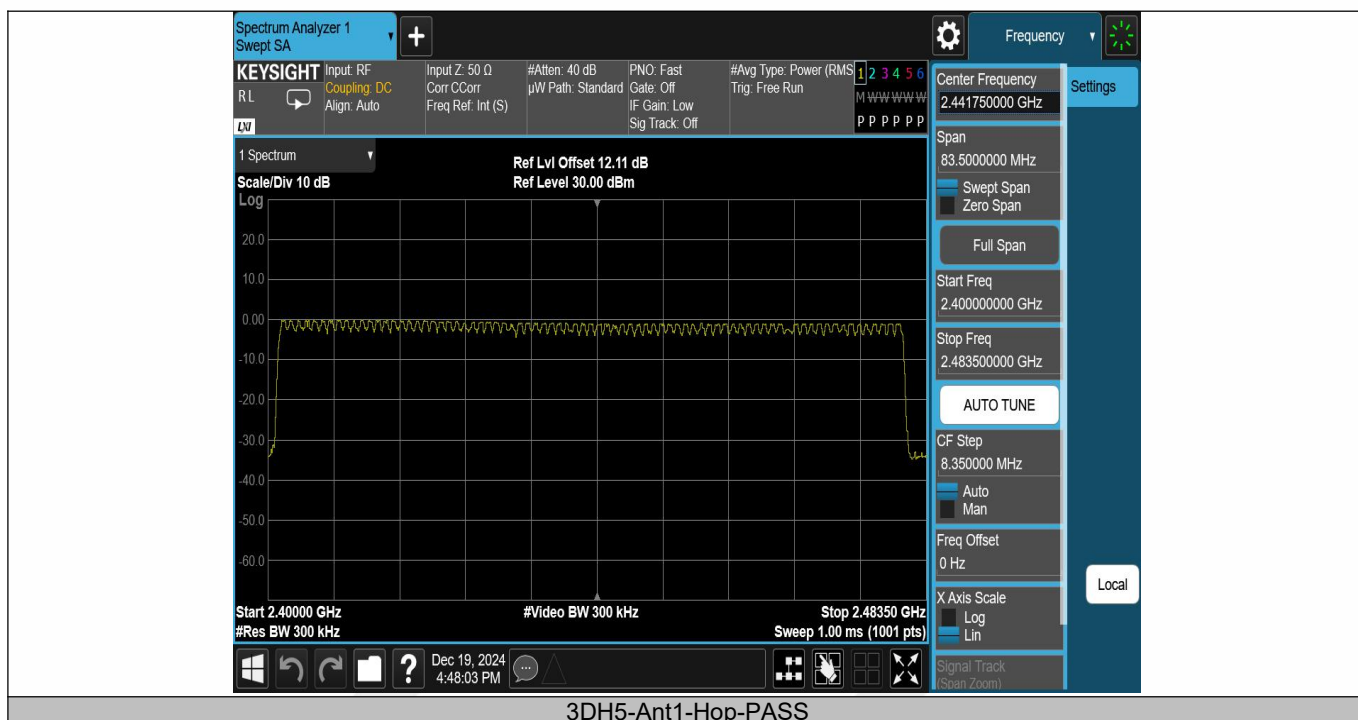 Spectrum Analyzer 1
Swept SA
Frequency
KEYSIGHT
R L
LXI
Input: RF
Coupling: DC
Align: Auto
Input Z: 50 Ω
Corr CCorr
Freq Ref: Int (S)
#Atten: 40 dB
µW Path: Standard
PNO: Fast
Gate: Off
IF Gain: Low
Sig Track: Off
#Avg Type: Power (RMS
Trig: Free Run
1 2 3 4 5 6
M W W W W W
P P P P P P
1 Spectrum
Scale/Div 10 dB
Log
Ref Lvl Offset 12.11 dB
Ref Level 30.00 dBm
20.0
10.0
0.00
-10.0
-20.0
-30.0
-40.0
-50.0
-60.0
Start 2.40000 GHz
#Res BW 300 kHz
#Video BW 300 kHz
Stop 2.48350 GHz
Sweep 1.00 ms (1001 pts)
Center Frequency
2.441750000 GHz
Settings
Span
83.5000000 MHz
Swept Span
Zero Span
Full Span
Start Freq
2.400000000 GHz
Stop Freq
2.483500000 GHz
AUTO TUNE
CF Step
8.350000 MHz
Auto
Man
Freq Offset
0 Hz
X Axis Scale
Log
Lin
Signal Track
(Span Zoom)
Local
?
Dec 19, 2024
4:48:03 PM
3DH5-Ant1-Hop-PASS